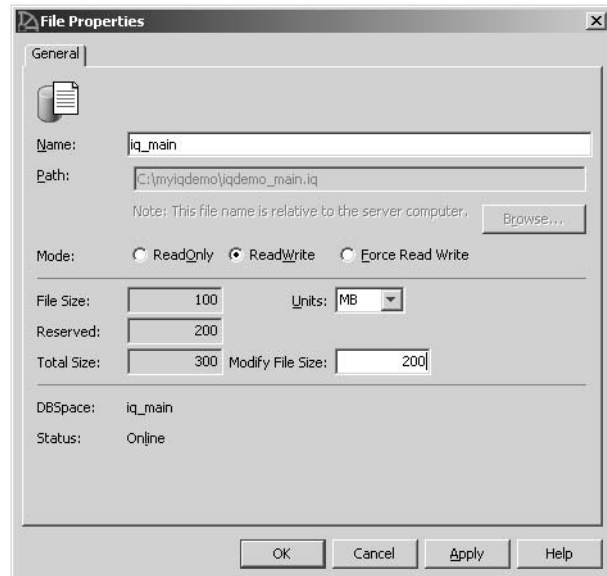 File Properties
General
Name: iq_main
Path: C:\myiqdemo\iqdemo_main.iq
Note: This file name is relative to the server computer. Browse...
Mode: ReadOnly ReadWrite Force Read Write
File Size: 100 Units: MB
Reserved: 200
Total Size: 300 Modify File Size: 200
DBSpace: iq_main
Status: Online
OK Cancel Apply Help